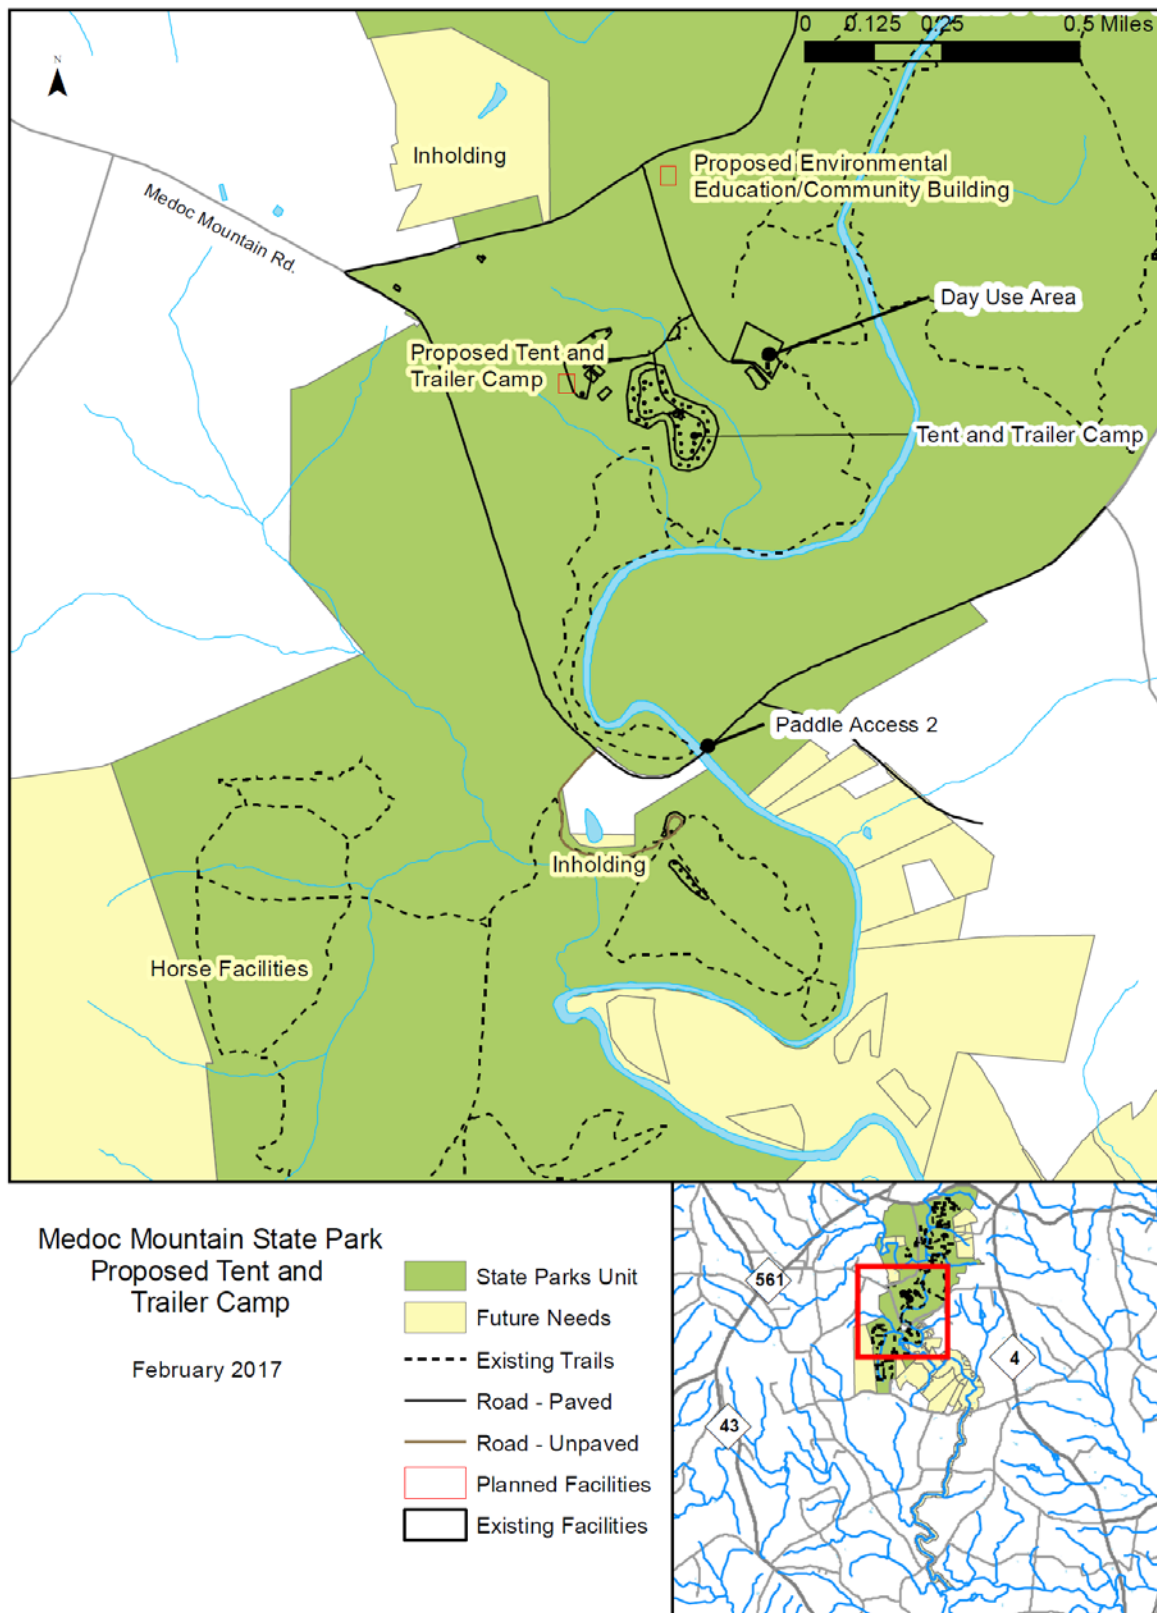 0 0.125 0.25 0.5 Miles
N
Inholding
Proposed Environmental
Education/Community Building
Medoc Mountain Rd.
Day Use Area
Proposed Tent and
Trailer Camp
Tent and Trailer Camp
Paddle Access 2
Inholding
Horse Facilities
Medoc Mountain State Park
Proposed Tent and
Trailer Camp
February 2017
State Parks Unit
Future Needs
Existing Trails
Road - Paved
Road - Unpaved
Planned Facilities
Existing Facilities
561
4
43